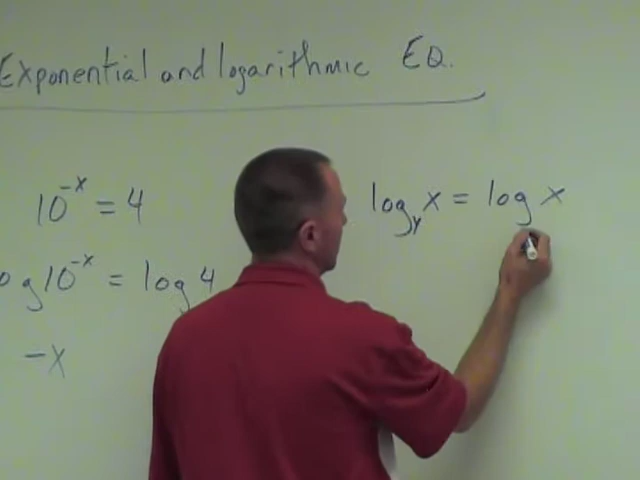 Exponential and logarithmic EQ.
10^{-x} = 4
log_y x = log x
og 10^{-x} = log 4
-x